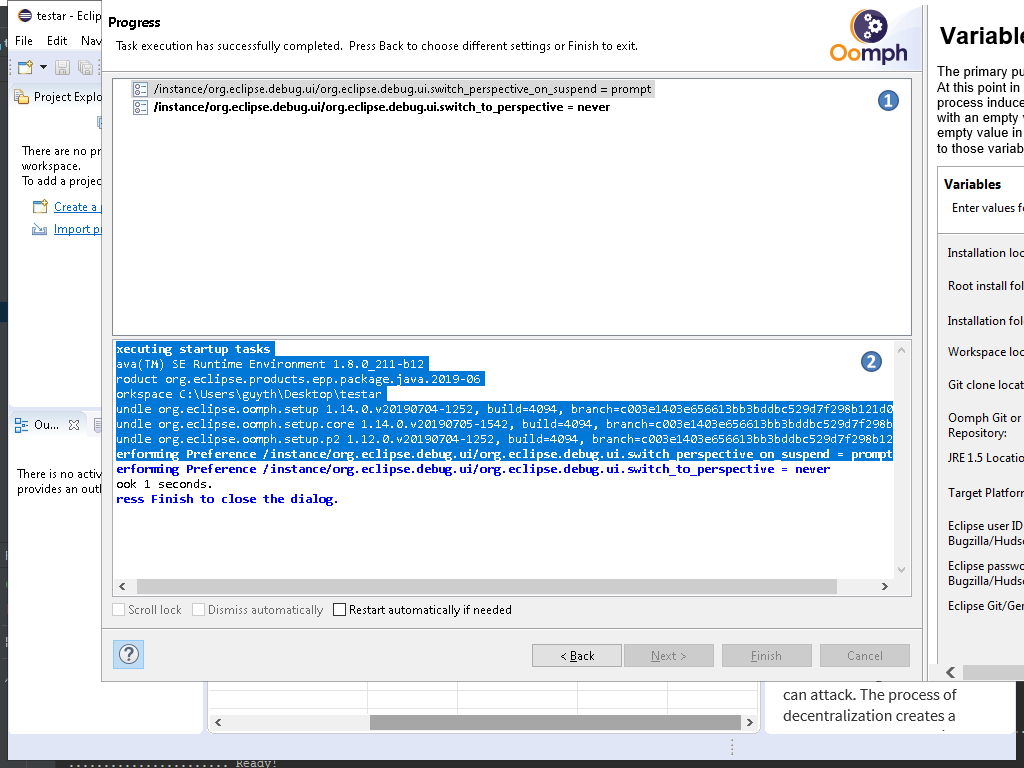 testar - Eclip
File Edit Nav
Project Explo
There are no pr
workspace.
To add a projec
Create a p
Import pr
Ou...
There is no activ
provides an outl
Progress
Task execution has successfully completed. Press Back to choose different settings or Finish to exit.
Oomph
/instance/org.eclipse.debug.ui/org.eclipse.debug.ui.switch_perspective_on_suspend = prompt
/instance/org.eclipse.debug.ui/org.eclipse.debug.ui.switch_to_perspective = never
1
xecuting startup tasks
ava(TM) SE Runtime Environment 1.8.0_211-b12
roduct org.eclipse.products.epp.package.java.2019-06
orkspace C:\Users\guyth\Desktop\testar
undle org.eclipse.oomph.setup 1.14.0.v20190704-1252, build=4094, branch=c003e1403e656613bb3bddbc529d7f298b121d0
undle org.eclipse.oomph.setup.core 1.14.0.v20190705-1542, build=4094, branch=c003e1403e656613bb3bddbc529d7f298b
undle org.eclipse.oomph.setup.p2 1.12.0.v20190704-1252, build=4094, branch=c003e1403e656613bb3bddbc529d7f298b12
erforming Preference /instance/org.eclipse.debug.ui/org.eclipse.debug.ui.switch_perspective_on_suspend = prompt
erforming Preference /instance/org.eclipse.debug.ui/org.eclipse.debug.ui.switch_to_perspective = never
ook 1 seconds.
ress Finish to close the dialog.
2
Scroll lock Dismiss automatically Restart automatically if needed
? < Back Next > Finish Cancel
Variable
The primary pu
At this point in
process induce
with an empty v
empty value in
to those variab
Variables
Enter values fo
Installation loc
Root install fol
Installation fol
Workspace loc
Git clone locat
Oomph Git or
Repository:
JRE 1.5 Locatio
Target Platforr
Eclipse user ID
Bugzilla/Huds
Eclipse passwo
Bugzilla/Huds
Eclipse Git/Ger
can attack. The process of
decentralization creates a
Ready!